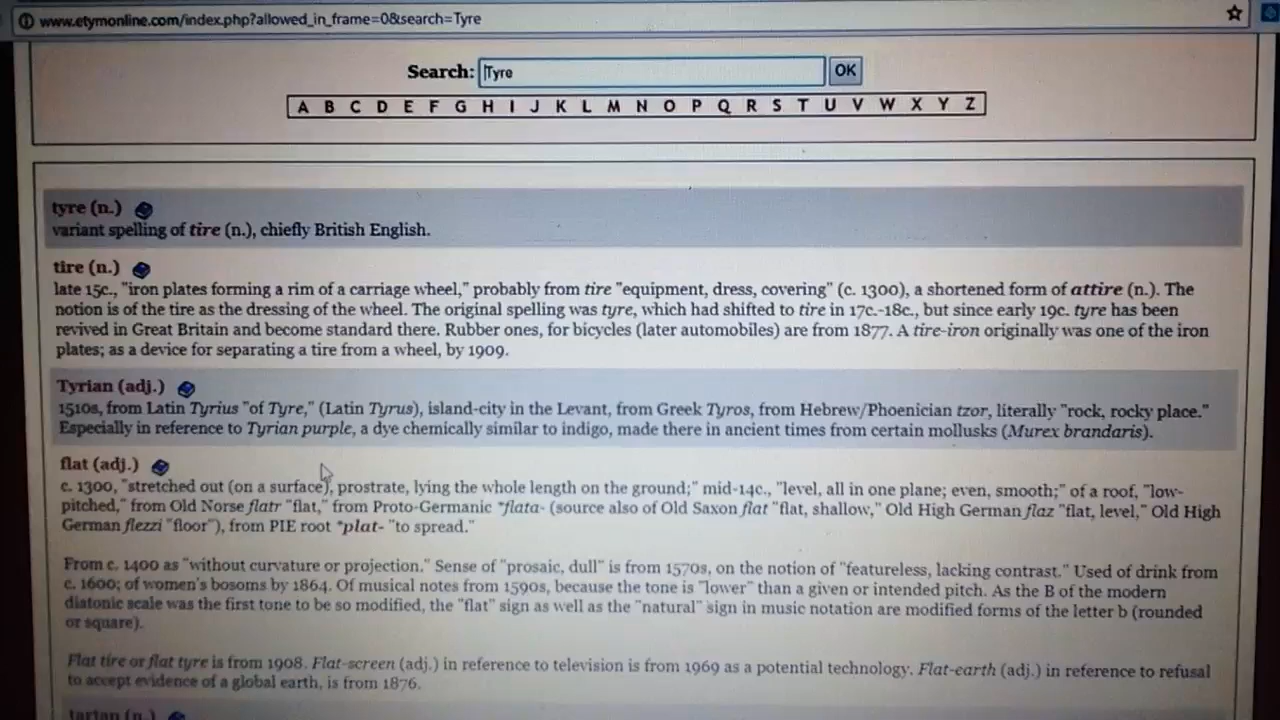 www.etymonline.com/index.php?allowed_in_frame=0&search=Tyre
Search: Tyre OK
A B C D E F G H I J K L M N O P Q R S T U V W X Y Z
tyre (n.)
variant spelling of tire (n.), chiefly British English.
tire (n.)
late 15c., "iron plates forming a rim of a carriage wheel," probably from tire "equipment, dress, covering" (c. 1300), a shortened form of attire (n.). The
notion is of the tire as the dressing of the wheel. The original spelling was tyre, which had shifted to tire in 17c.-18c., but since early 19c. tyre has been
revived in Great Britain and become standard there. Rubber ones, for bicycles (later automobiles) are from 1877. A tire-iron originally was one of the iron
plates; as a device for separating a tire from a wheel, by 1909.
Tyrian (adj.)
1510s, from Latin Tyrius "of Tyre," (Latin Tyrus), island-city in the Levant, from Greek Tyros, from Hebrew/Phoenician tzor, literally "rock, rocky place."
Especially in reference to Tyrian purple, a dye chemically similar to indigo, made there in ancient times from certain mollusks (Murex brandaris).
flat (adj.)
c. 1300, "stretched out (on a surface), prostrate, lying the whole length on the ground;" mid-14c., "level, all in one plane; even, smooth;" of a roof, "low-
pitched," from Old Norse flatr "flat," from Proto-Germanic *flata- (source also of Old Saxon flat "flat, shallow," Old High German flaz "flat, level," Old High
German flezzi "floor"), from PIE root *plat- "to spread."
From c. 1400 as "without curvature or projection." Sense of "prosaic, dull" is from 1570s, on the notion of "featureless, lacking contrast." Used of drink from
c. 1600; of women's bosoms by 1864. Of musical notes from 1590s, because the tone is "lower" than a given or intended pitch. As the B of the modern
diatonic scale was the first tone to be so modified, the "flat" sign as well as the "natural" sign in music notation are modified forms of the letter b (rounded
or square).
Flat tire or flat tyre is from 1908. Flat-screen (adj.) in reference to television is from 1969 as a potential technology. Flat-earth (adj.) in reference to refusal
to accept evidence of a global earth, is from 1876.
tartan (n.)